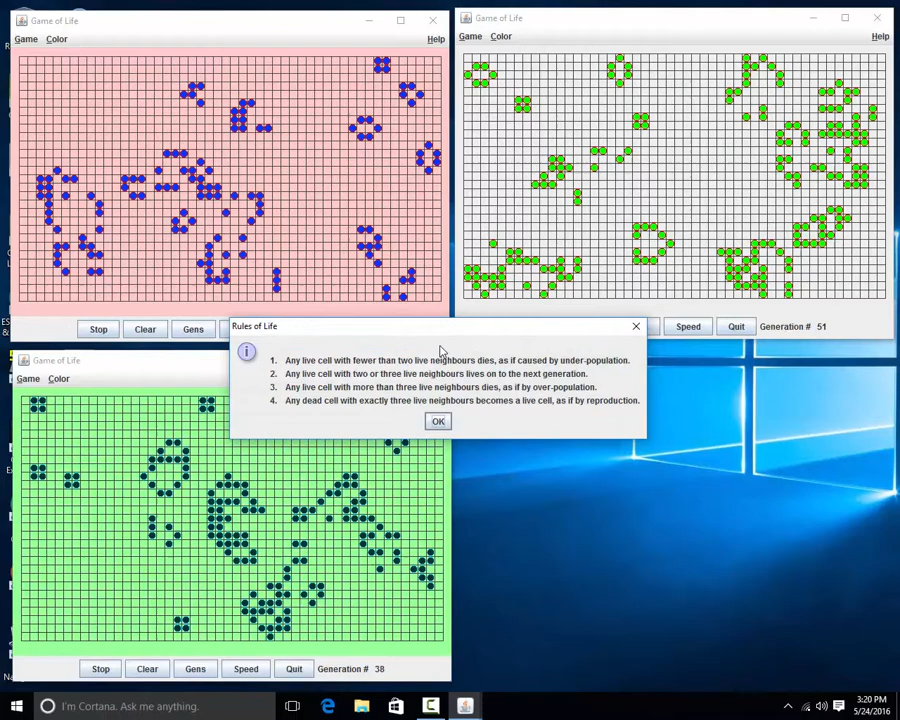 Game of Life
Game Color Help
Stop Clear Gens
Game of Life
Game Color Help
Speed Quit Generation # 51
Rules of Life
1. Any live cell with fewer than two live neighbours dies, as if caused by under-population.
2. Any live cell with two or three live neighbours lives on to the next generation.
3. Any live cell with more than three live neighbours dies, as if by over-population.
4. Any dead cell with exactly three live neighbours becomes a live cell, as if by reproduction.
OK
Game of Life
Game Color
Stop Clear Gens Speed Quit Generation # 38
I'm Cortana. Ask me anything.
3:20 PM
5/24/2016